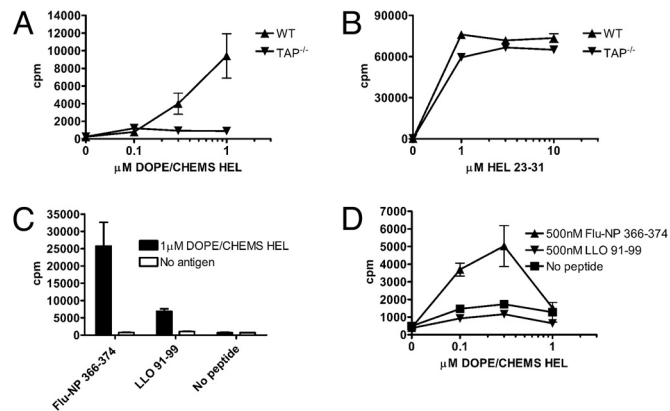 A
14000
12000
10000
8000
6000
4000
2000
0
cpm
0
0.1
1
μM DOPE/CHEMS HEL
WT
TAP-/-
B
90000
60000
30000
0
cpm
0
1
10
μM HEL 23-31
WT
TAP-/-
C
35000
30000
25000
20000
15000
10000
5000
0
cpm
1μM DOPE/CHEMS HEL
No antigen
Flu-NP 366-374
LLO 91-99
No peptide
D
7000
6000
5000
4000
3000
2000
1000
0
cpm
0
0.1
1
μM DOPE/CHEMS HEL
500nM Flu-NP 366-374
500nM LLO 91-99
No peptide